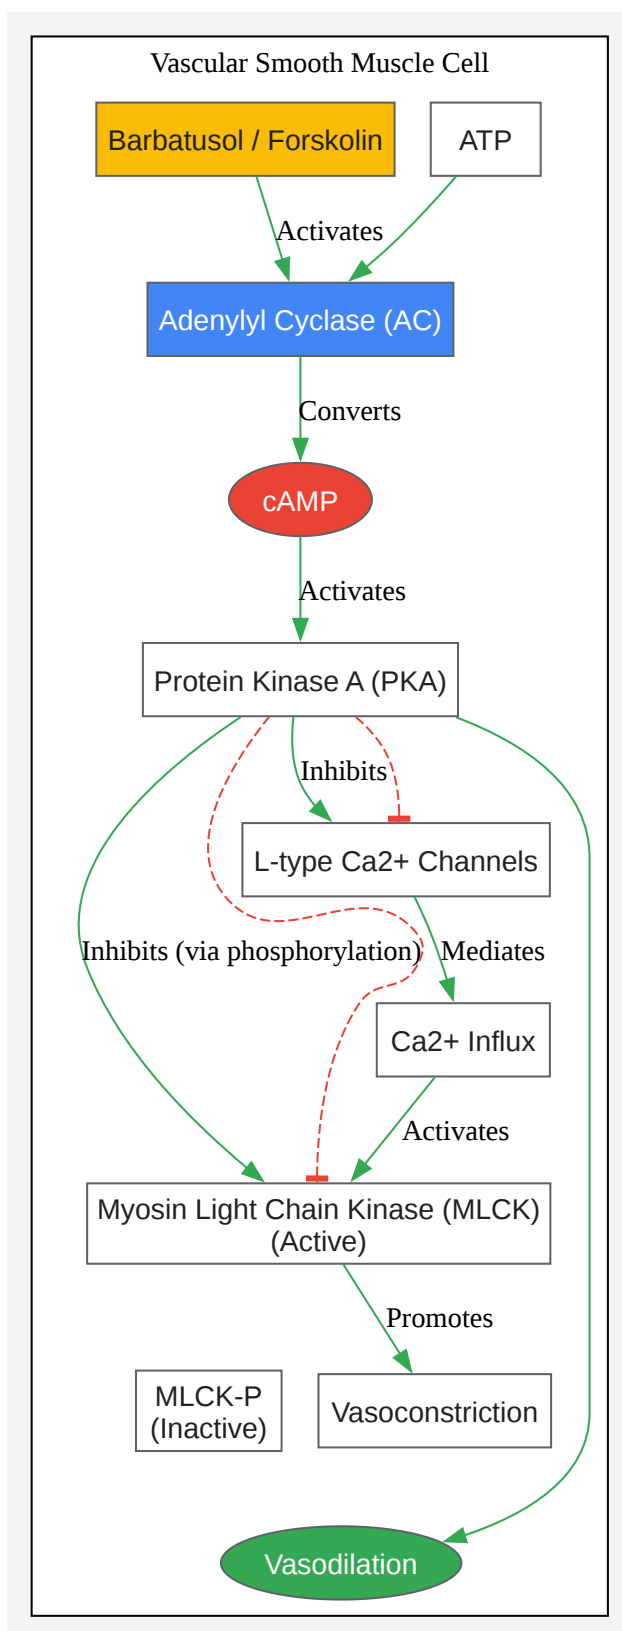 Vascular Smooth Muscle Cell
Barbatusol / Forskolin
ATP
Activates
Adenylyl Cyclase (AC)
Converts
cAMP
Activates
Protein Kinase A (PKA)
Inhibits
L-type Ca2+ Channels
Inhibits (via phosphorylation)
Mediates
Ca2+ Influx
Activates
Myosin Light Chain Kinase (MLCK)
(Active)
Promotes
MLCK-P
(Inactive)
Vasoconstriction
Vasodilation